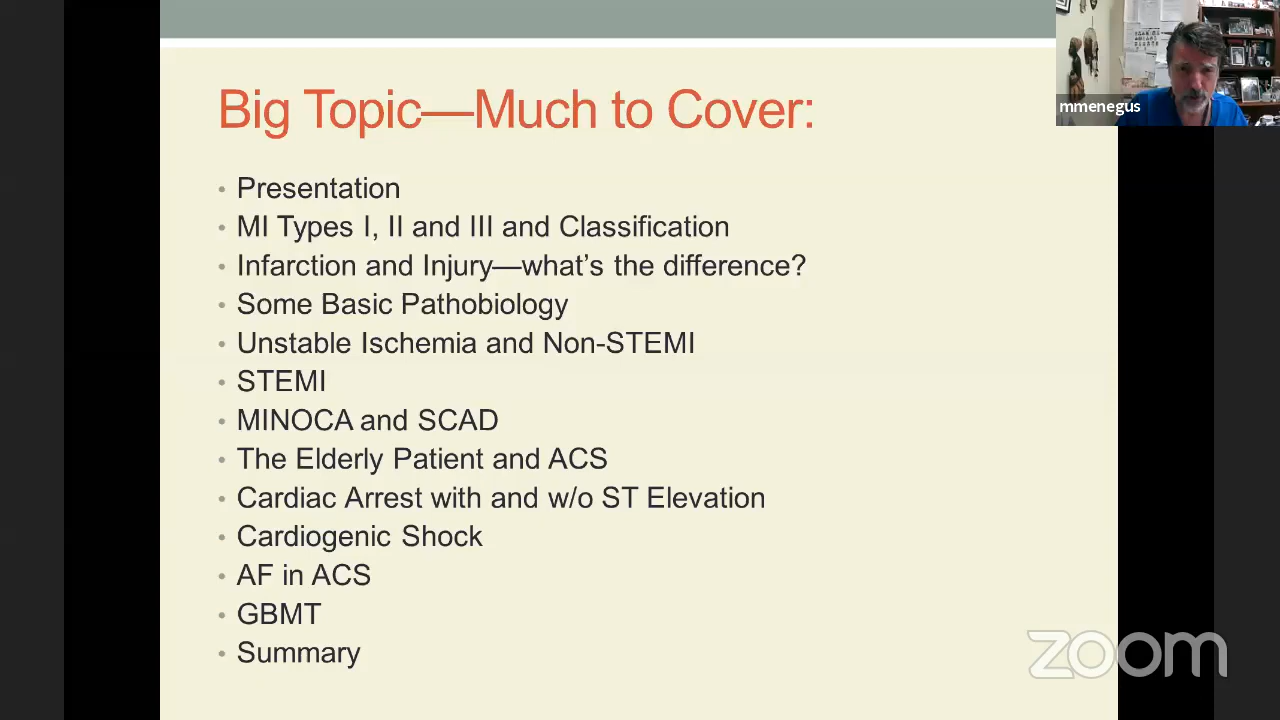 Big Topic—Much to Cover:
mmenegus
• Presentation
• MI Types I, II and III and Classification
• Infarction and Injury—what's the difference?
• Some Basic Pathobiology
• Unstable Ischemia and Non-STEMI
• STEMI
• MINOCA and SCAD
• The Elderly Patient and ACS
• Cardiac Arrest with and w/o ST Elevation
• Cardiogenic Shock
• AF in ACS
• GBMT
• Summary
zoom